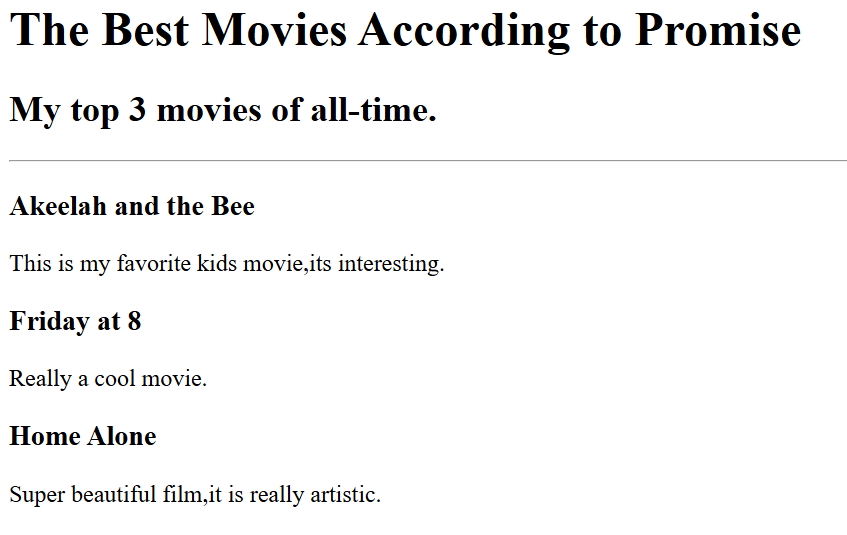 The Best Movies According to Promise
My top 3 movies of all-time.
Akeelah and the Bee
This is my favorite kids movie,its interesting.
Friday at 8
Really a cool movie.
Home Alone
Super beautiful film,it is really artistic.